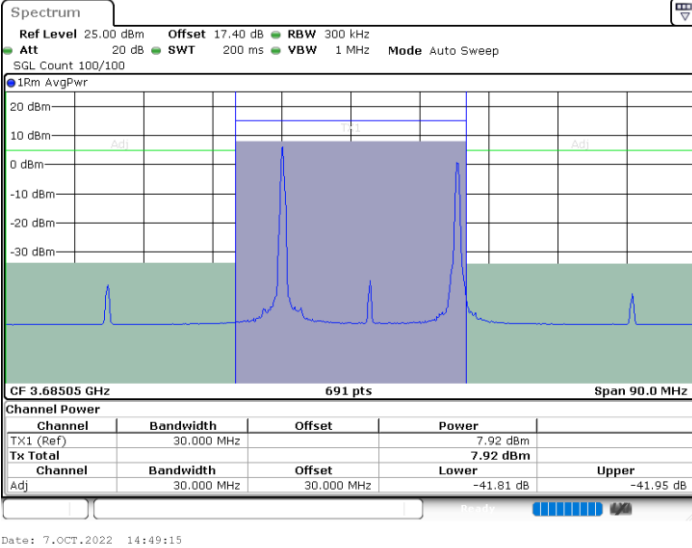 Spectrum
Ref Level 25.00 dBm Offset 17.40 dB RBW 300 kHz
Att 20 dB SWT 200 ms VBW 1 MHz Mode Auto Sweep
SGL Count 100/100
1Rm AvgPwr
20 dBm
TX1
10 dBm
Adj Adj
0 dBm
-10 dBm
-20 dBm
-30 dBm
CF 3.68505 GHz 691 pts Span 90.0 MHz
Channel Power
Channel Bandwidth Offset Power
TX1 (Ref) 30.000 MHz 7.92 dBm
Tx Total 7.92 dBm
Channel Bandwidth Offset Lower Upper
Adj 30.000 MHz 30.000 MHz -41.81 dB -41.95 dB
Ready
Date: 7.OCT.2022 14:49:15